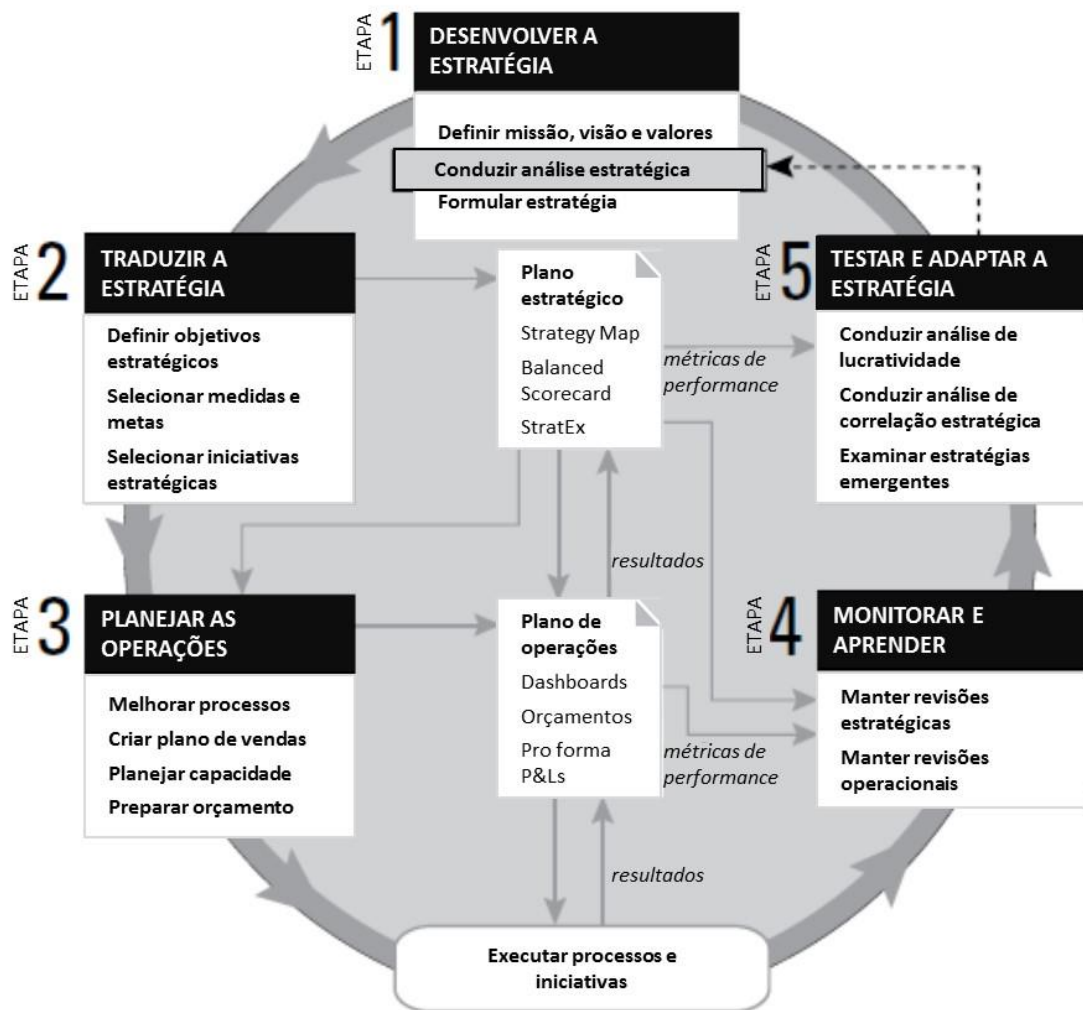 ETAPA 1
DESENVOLVER A
ESTRATÉGIA
Definir missão, visão e valores
Conduzir análise estratégica
Formular estratégia
ETAPA 2
TRADUZIR A
ESTRATÉGIA
Definir objetivos
estratégicos
Selecionar medidas e
metas
Selecionar iniciativas
estratégicas
Plano
estratégico
Strategy Map
Balanced
Scorecard
StratEx
métricas de
performance
ETAPA 5
TESTAR E ADAPTAR A
ESTRATÉGIA
Conduzir análise de
lucratividade
Conduzir análise de
correlação estratégica
Examinar estratégias
emergentes
resultados
ETAPA 3
PLANEJAR AS
OPERAÇÕES
Melhorar processos
Criar plano de vendas
Planejar capacidade
Preparar orçamento
Plano de
operações
Dashboards
Orçamentos
Pro forma
P&Ls
métricas de
performance
ETAPA 4
MONITORAR E
APRENDER
Manter revisões
estratégicas
Manter revisões
operacionais
resultados
Executar processos e
iniciativas